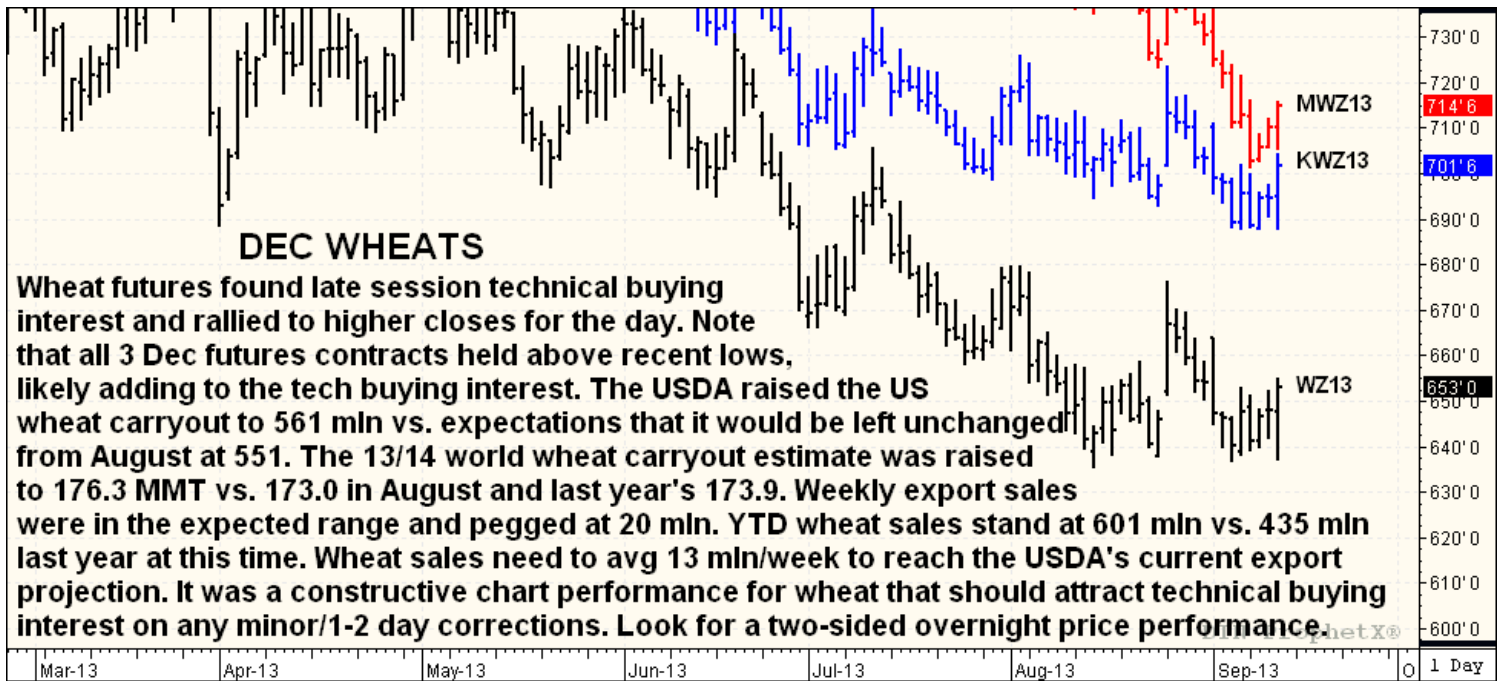 730'0
720'0
714'6
MWZ13
710'0
KWZ13
701'6
700'0
690'0
DEC WHEATS
680'0
Wheat futures found late session technical buying
interest and rallied to higher closes for the day. Note
670'0
that all 3 Dec futures contracts held above recent lows,
660'0
likely adding to the tech buying interest. The USDA raised the US
WZ13
653'0
650'0
wheat carryout to 561 mln vs. expectations that it would be left unchanged
640'0
from August at 551. The 13/14 world wheat carryout estimate was raised
to 176.3 MMT vs. 173.0 in August and last year's 173.9. Weekly export sales
630'0
were in the expected range and pegged at 20 mln. YTD wheat sales stand at 601 mln vs. 435 mln
620'0
last year at this time. Wheat sales need to avg 13 mln/week to reach the USDA's current export
610'0
projection. It was a constructive chart performance for wheat that should attract technical buying
interest on any minor/1-2 day corrections. Look for a two-sided overnight price performance.
600'0
Mar-13 Apr-13 May-13 Jun-13 Jul-13 Aug-13 Sep-13 O 1 Day